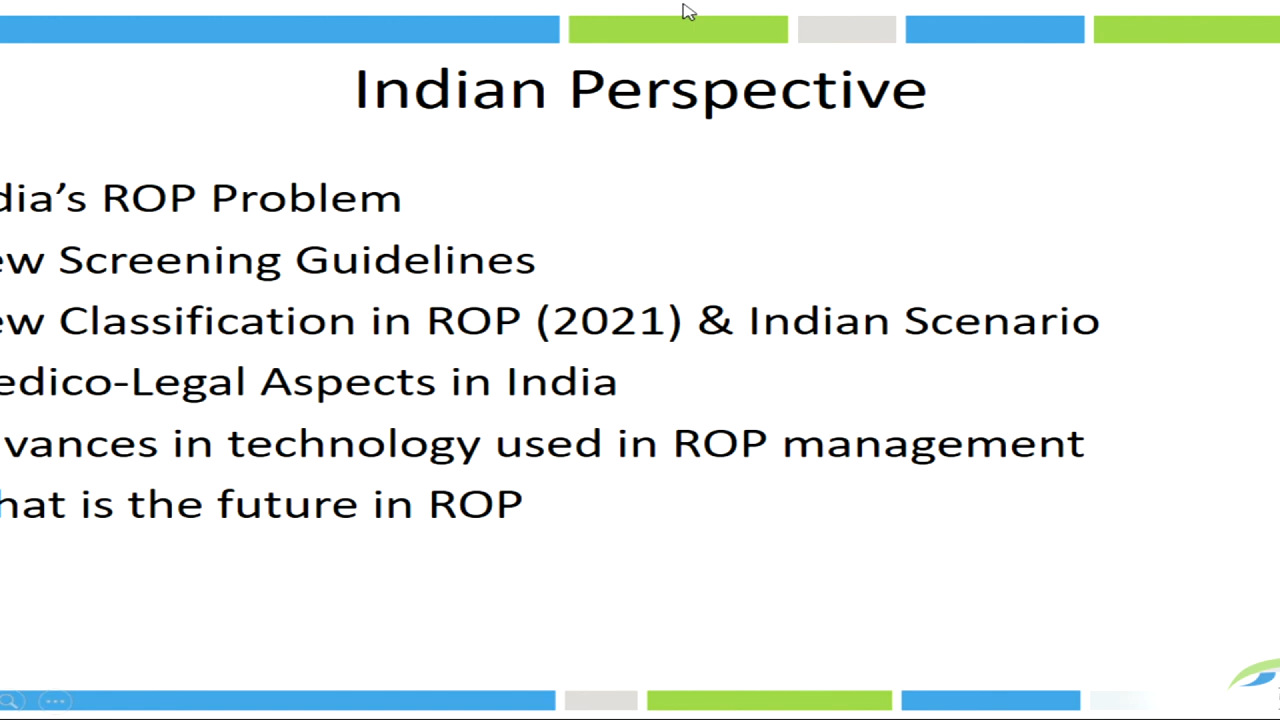 Indian Perspective
dia’s ROP Problem
ew Screening Guidelines
ew Classification in ROP (2021) & Indian Scenario
edico-Legal Aspects in India
vances in technology used in ROP management
hat is the future in ROP